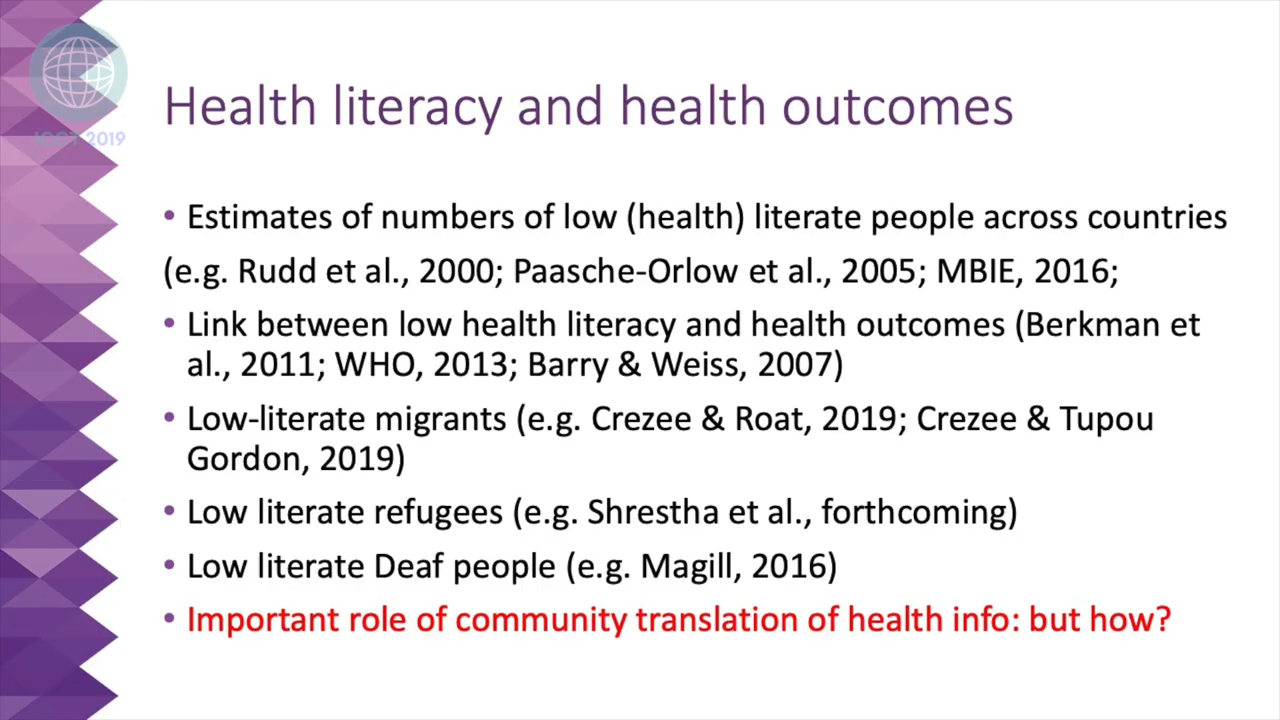 Health literacy and health outcomes
2019
• Estimates of numbers of low (health) literate people across countries
(e.g. Rudd et al., 2000; Paasche-Orlow et al., 2005; MBIE, 2016;
• Link between low health literacy and health outcomes (Berkman et
al., 2011; WHO, 2013; Barry & Weiss, 2007)
• Low-literate migrants (e.g. Crezee & Roat, 2019; Crezee & Tupou
Gordon, 2019)
• Low literate refugees (e.g. Shrestha et al., forthcoming)
• Low literate Deaf people (e.g. Magill, 2016)
• Important role of community translation of health info: but how?